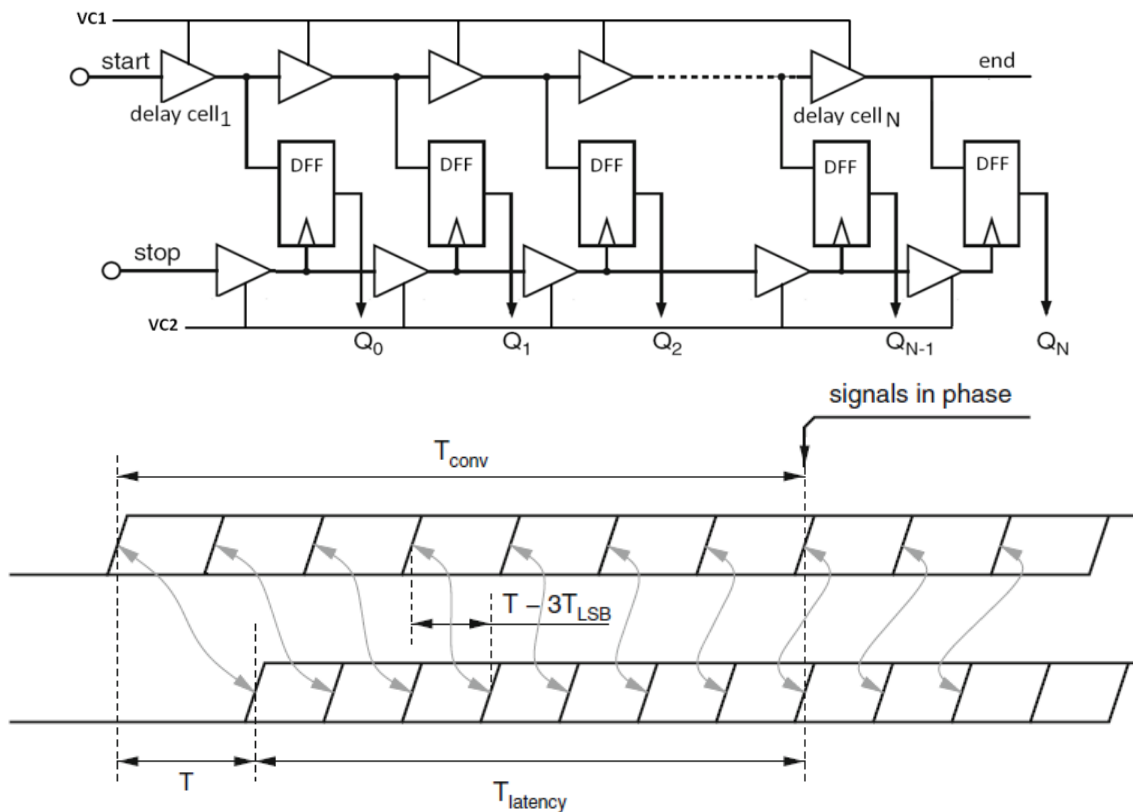 VC1
start
end
delay cell1
delay cellN
DFF DFF DFF DFF DFF
stop
VC2
Q0 Q1 Q2 QN-1 QN
signals in phase
Tconv
T − 3TLSB
T
Tlatency